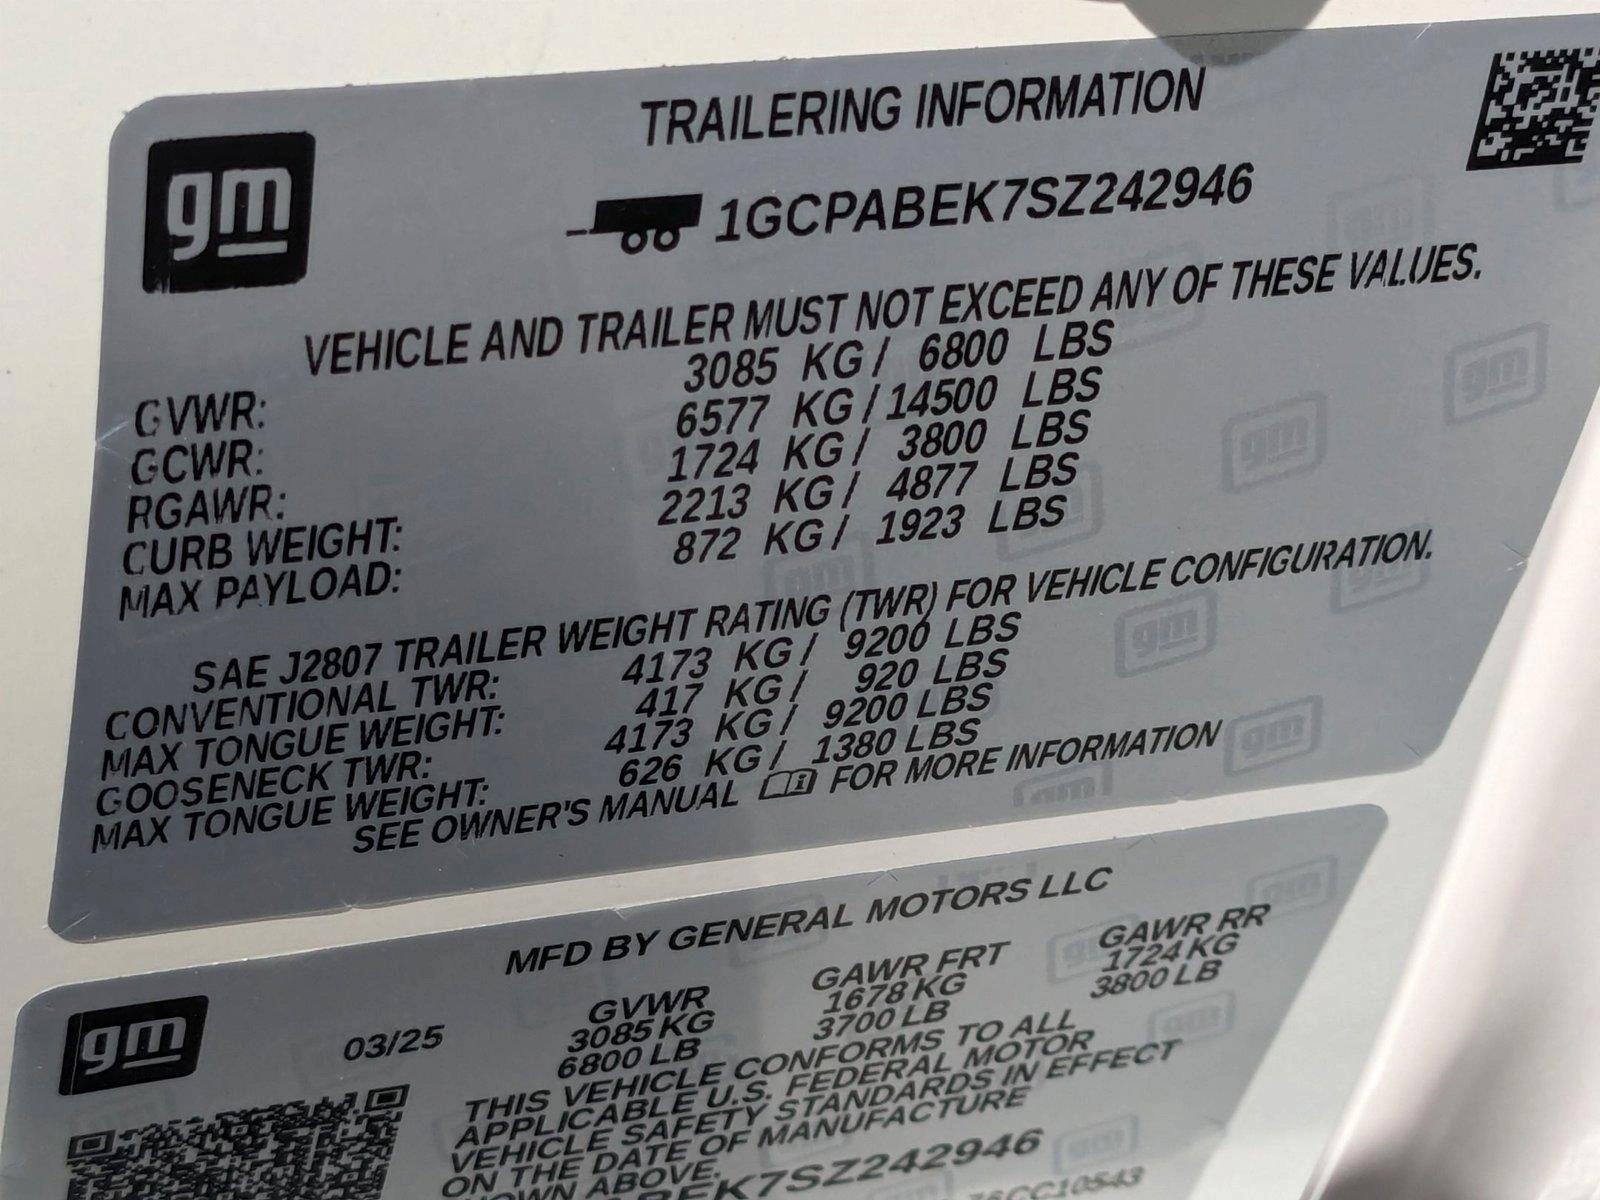 TRAILERING INFORMATION
gm
1GCPABEK7SZ242946
VEHICLE AND TRAILER MUST NOT EXCEED ANY OF THESE VALUES.
GVWR: 3085 KG / 6800 LBS
GCWR: 6577 KG / 14500 LBS
RGAWR: 1724 KG / 3800 LBS
CURB WEIGHT: 2213 KG / 4877 LBS
MAX PAYLOAD: 872 KG / 1923 LBS
SAE J2807 TRAILER WEIGHT RATING (TWR) FOR VEHICLE CONFIGURATION.
CONVENTIONAL TWR: 4173 KG / 9200 LBS
MAX TONGUE WEIGHT: 417 KG / 920 LBS
GOOSENECK TWR: 4173 KG / 9200 LBS
MAX TONGUE WEIGHT: 626 KG / 1380 LBS
SEE OWNER'S MANUAL FOR MORE INFORMATION
MFD BY GENERAL MOTORS LLC
gm
03/25
GVWR GAWR FRT GAWR RR
3085 KG 1678 KG 1724 KG
6800 LB 3700 LB 3800 LB
THIS VEHICLE CONFORMS TO ALL
APPLICABLE U.S. FEDERAL MOTOR
VEHICLE SAFETY STANDARDS IN EFFECT
ON THE DATE OF MANUFACTURE
OWN ABOVE.
BEK7SZ242946
CC10543